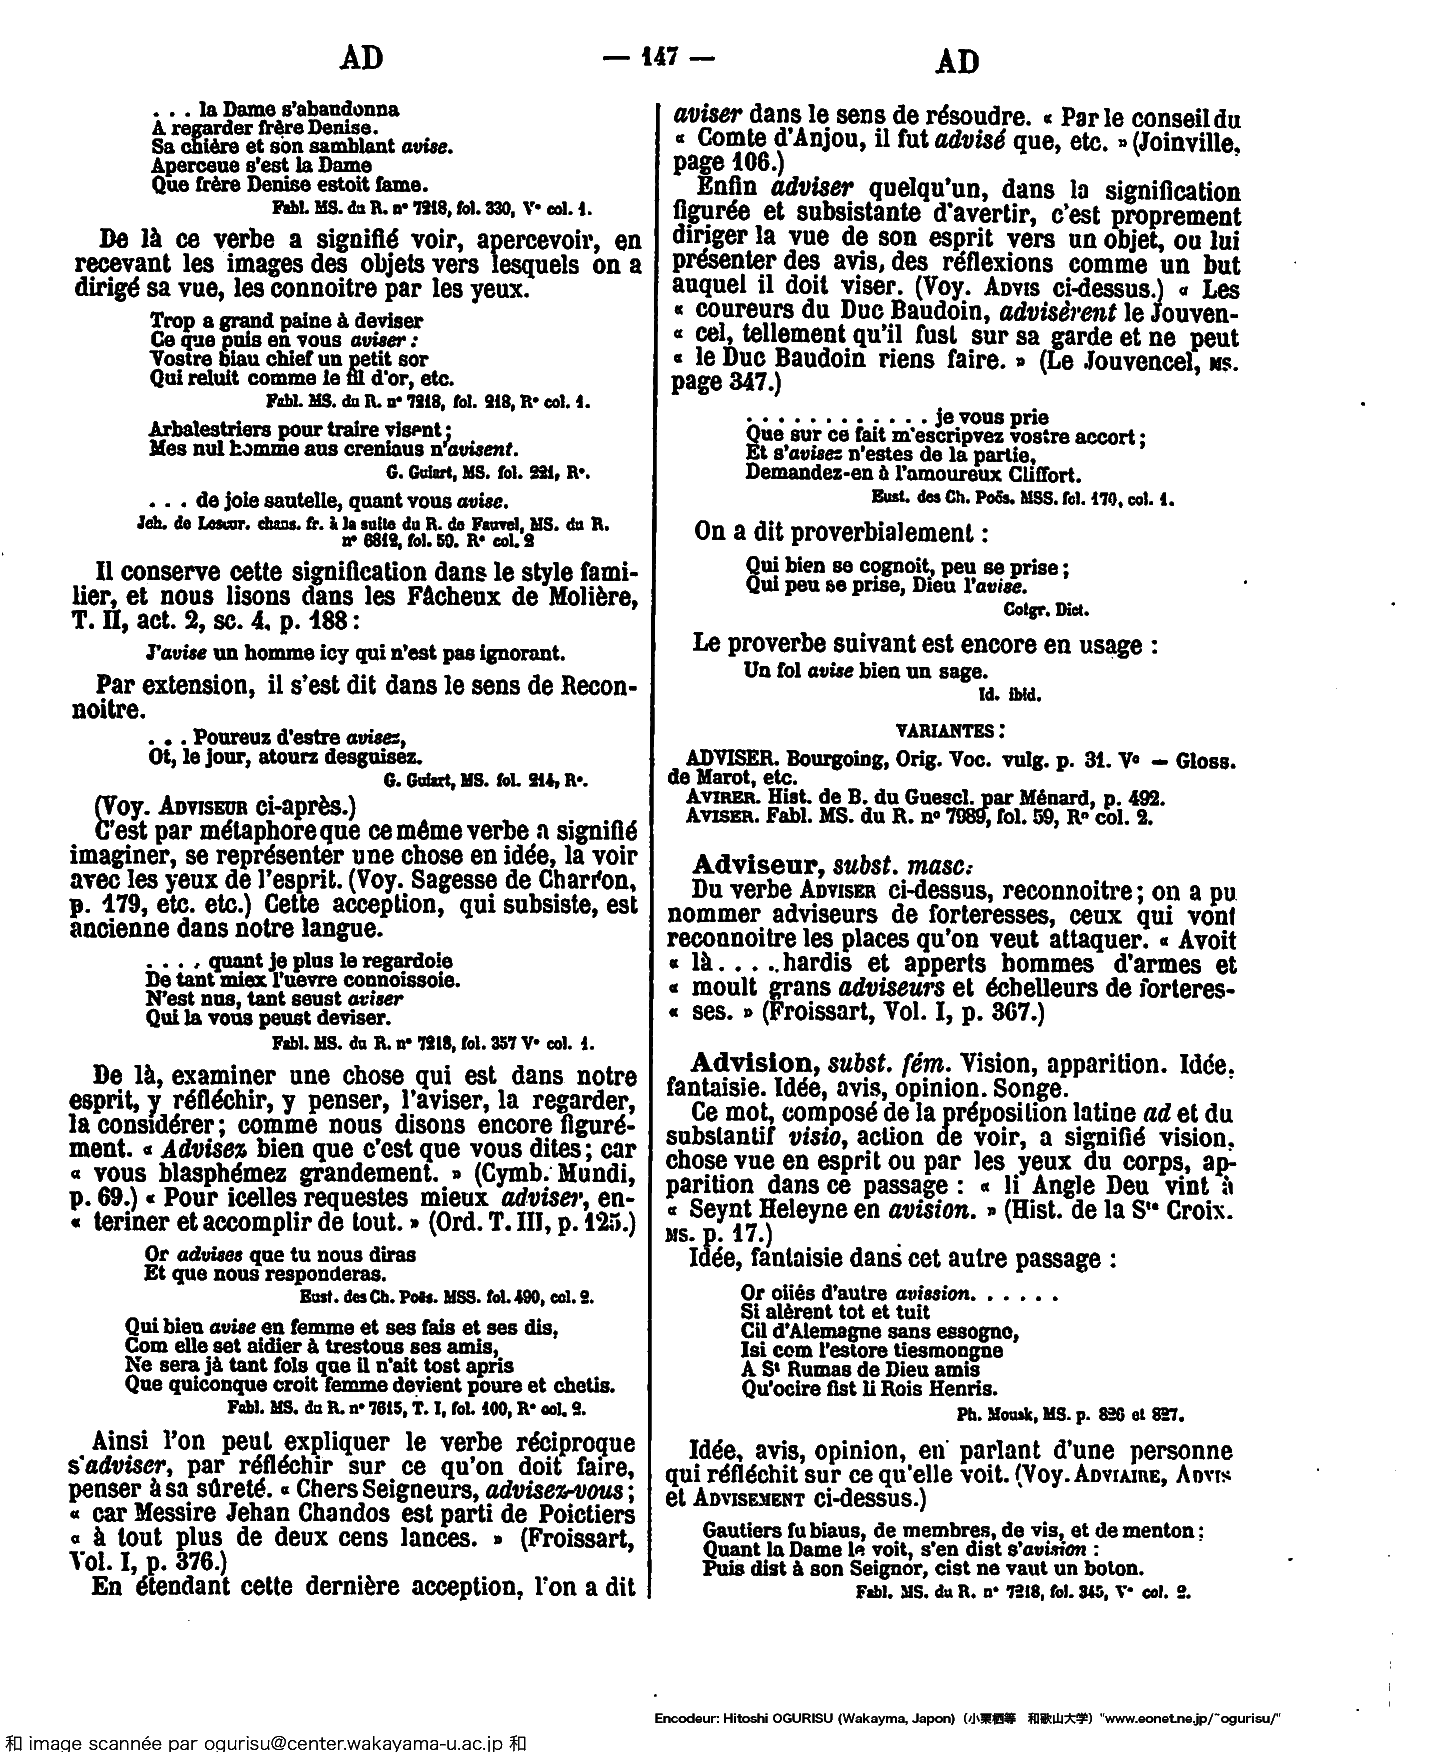 AD — 147 — AD
. . . la Dame s'abandonna
A regarder frère Denise.
Sa chière et son samblant avise.
Aperceue s'est la Dame
Que frère Denise estoit fame.
Fabl. MS. du R. n° 7218, fol. 330, V° col. 1.
De là ce verbe a signifié voir, apercevoir, en
recevant les images des objets vers lesquels on a
dirigé sa vue, les connoitre par les yeux.
Trop a grand paine à deviser
Ce que puis en vous aviser :
Vostre biau chief un petit sor
Qui reluit comme le fil d'or, etc.
Fabl. MS. du R. n° 7218, fol. 218, R° col. 1.
Arbalestriers pour traire visent ;
Mes nul homme aus creniaus n'avisent.
G. Guiart, MS. fol. 221, R°.
. . . de joie sautelle, quant vous avise.
Jeh. de Lescur. chans. fr. à la suite du R. de Fauvel, MS. du R.
n° 6812, fol. 59. R° col. 2
Il conserve cette signification dans le style fami-
lier, et nous lisons dans les Fâcheux de Molière,
T. II, act. 2, sc. 4, p. 188 :
J'avise un homme icy qui n'est pas ignorant.
Par extension, il s'est dit dans le sens de Recon-
noitre.
. . . Poureuz d'estre avisez,
Ot, le jour, atourz desguisez.
G. Guiart, MS. fol. 214, R°.
(Voy. ADVISEUR ci-après.)
C'est par métaphore que ce même verbe a signifié
imaginer, se représenter une chose en idée, la voir
avec les yeux de l'esprit. (Voy. Sagesse de Charron,
p. 179, etc. etc.) Cette acception, qui subsiste, est
ancienne dans notre langue.
. . . . quant je plus le regardoie
De tant miex l'uevre connoissoie.
N'est nus, tant seust aviser
Qui la vous peust deviser.
Fabl. MS. du R. n° 7218, fol. 357 V° col. 1.
De là, examiner une chose qui est dans notre
esprit, y réfléchir, y penser, l'aviser, la regarder,
la considérer ; comme nous disons encore figuré-
ment. « Advisez bien que c'est que vous dites ; car
« vous blasphémez grandement. » (Cymb. Mundi,
p. 69.) « Pour icelles requestes mieux adviser, en-
« teriner et accomplir de tout. » (Ord. T. III, p. 125.)
Or advises que tu nous diras
Et que nous responderas.
Eust. des Ch. Poës. MSS. fol. 490, col. 2.
Qui bien avise en femme et ses fais et ses dis,
Com elle set aidier à trestous ses amis,
Ne sera jà tant fols que il n'ait tost apris
Que quiconque croit femme devient poure et chetis.
Fabl. MS. du R. n° 7615, T. I, fol. 100, R° col. 2.
Ainsi l'on peut expliquer le verbe réciproque
s'adviser, par réfléchir sur ce qu'on doit faire,
penser à sa sûreté. « Chers Seigneurs, advisez-vous ;
« car Messire Jehan Chandos est parti de Poictiers
« à tout plus de deux cens lances. » (Froissart,
Vol. I, p. 376.)
En étendant cette dernière acception, l'on a dit
aviser dans le sens de résoudre. « Par le conseil du
« Comte d'Anjou, il fut advisé que, etc. » (Joinville,
page 106.)
Enfin adviser quelqu'un, dans la signification
figurée et subsistante d'avertir, c'est proprement
diriger la vue de son esprit vers un objet, ou lui
présenter des avis, des réflexions comme un but
auquel il doit viser. (Voy. ADVIS ci-dessus.) « Les
« coureurs du Duc Baudoin, advisèrent le Jouven-
« cel, tellement qu'il fust sur sa garde et ne peut
« le Duc Baudoin riens faire. » (Le Jouvencel, MS.
page 347.)
. . . . . . . . . . . . je vous prie
Que sur ce fait m'escripvez vostre accort ;
Et s'avisez n'estes de la partie,
Demandez-en à l'amoureux Cliffort.
Eust. des Ch. Poës. MSS. fol. 170, col. 1.
On a dit proverbialement :
Qui bien se cognoit, peu se prise ;
Qui peu se prise, Dieu l'avise.
Cotgr. Dict.
Le proverbe suivant est encore en usage :
Un fol avise bien un sage.
Id. ibid.
VARIANTES :
ADVISER. Bourgoing, Orig. Voc. vulg. p. 31. V° — Gloss.
de Marot, etc.
AVIRER. Hist. de B. du Guescl. par Ménard, p. 492.
AVISER. Fabl. MS. du R. n° 7989, fol. 59, R° col. 2.
Adviseur, subst. masc.
Du verbe ADVISER ci-dessus, reconnoitre ; on a pu
nommer adviseurs de forteresses, ceux qui vont
reconnoitre les places qu'on veut attaquer. « Avoit
« là . . . . . hardis et apperts hommes d'armes et
« moult grans adviseurs et échelleurs de forteres-
« ses. » (Froissart, Vol. I, p. 367.)
Advision, subst. fém. Vision, apparition. Idée,
fantaisie. Idée, avis, opinion. Songe.
Ce mot, composé de la préposition latine ad et du
substantif visio, action de voir, a signifié vision,
chose vue en esprit ou par les yeux du corps, ap-
parition dans ce passage : « li Angle Deu vint à
« Seynt Heleyne en avision. » (Hist. de la Ste Croix.
MS. p. 17.)
Idée, fantaisie dans cet autre passage :
Or oiiés d'autre avission. . . . . .
Si alèrent tot et tuit
Cil d'Alemagne sans essogne,
Isi com l'estore tiesmongne
A St Rumas de Dieu amis
Qu'ocire fist li Rois Henris.
Ph. Mousk, MS. p. 826 et 827.
Idée, avis, opinion, en parlant d'une personne
qui réfléchit sur ce qu'elle voit. (Voy. ADVIAIRE, ADVIS
et ADVISEMENT ci-dessus.)
Gautiers fu biaus, de membres, de vis, et de menton ;
Quant la Dame le voit, s'en dist s'avision :
Puis dist à son Seignor, cist ne vaut un boton.
Fabl. MS. du R. n° 7218, fol. 345, V° col. 2.
Encodeur: Hitoshi OGURISU (Wakayma, Japon) (小栗栖等 和歌山大学) "www.eonet.ne.jp/~ogurisu/"
和 image scannée par ogurisu@center.wakayama-u.ac.jp 和